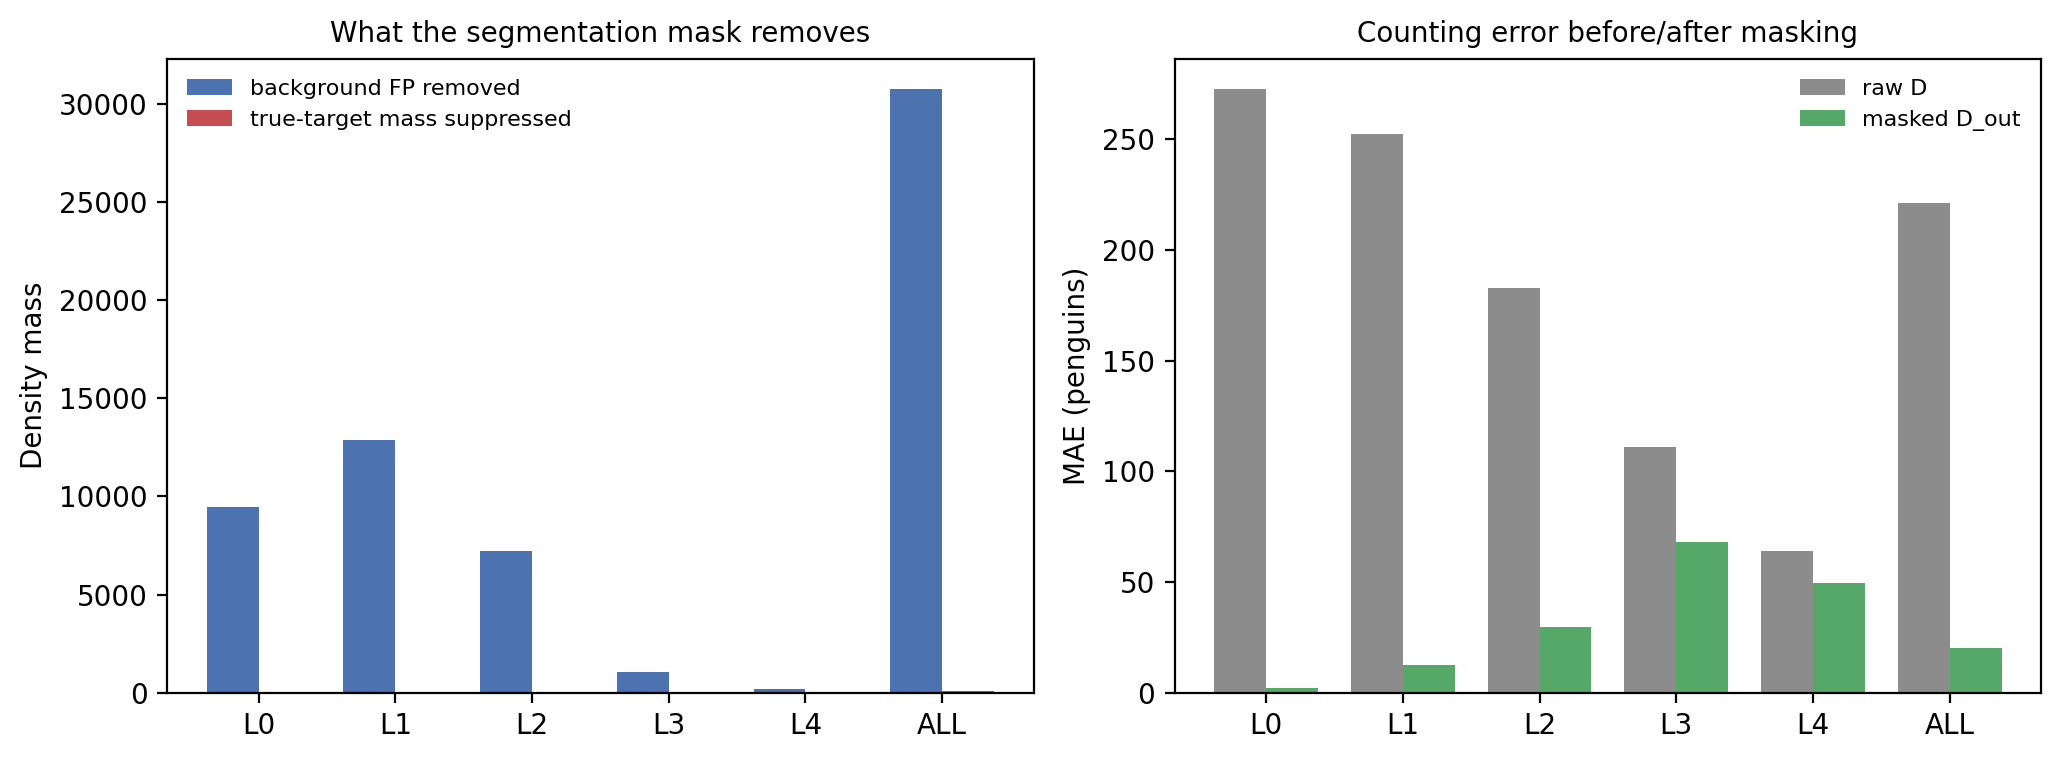 What the segmentation mask removes
background FP removed
true-target mass suppressed
Density mass
30000
25000
20000
15000
10000
5000
0
L0 L1 L2 L3 L4 ALL
Counting error before/after masking
raw D
masked D_out
MAE (penguins)
250
200
150
100
50
0
L0 L1 L2 L3 L4 ALL